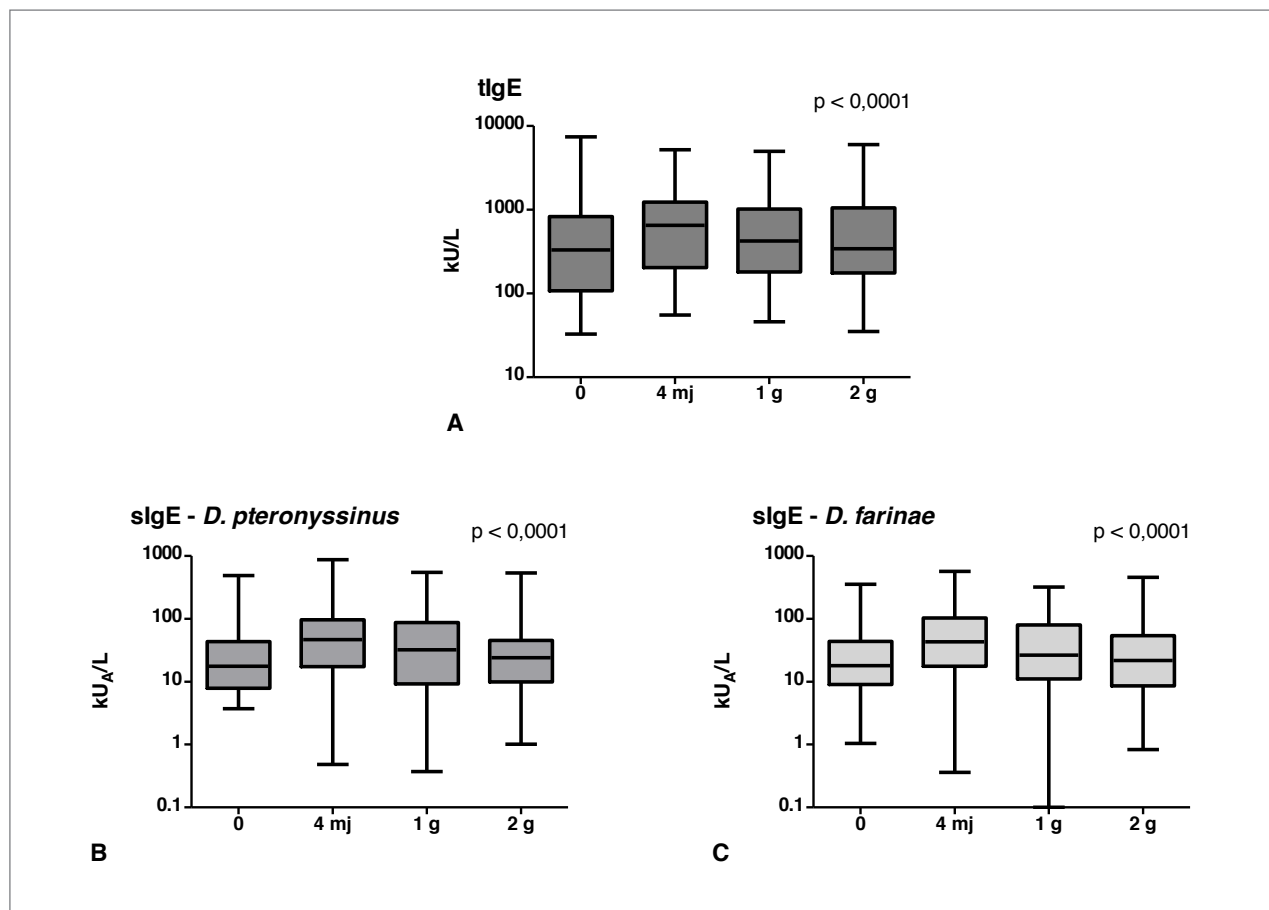 tIgE
p < 0,0001
10000
1000
100
10
kU/L
0 4 mj 1 g 2 g
A
sIgE - D. pteronyssinus
p < 0,0001
1000
100
10
1
0.1
kUA/L
0 4 mj 1 g 2 g
B
sIgE - D. farinae
p < 0,0001
1000
100
10
1
0.1
kUA/L
0 4 mj 1 g 2 g
C